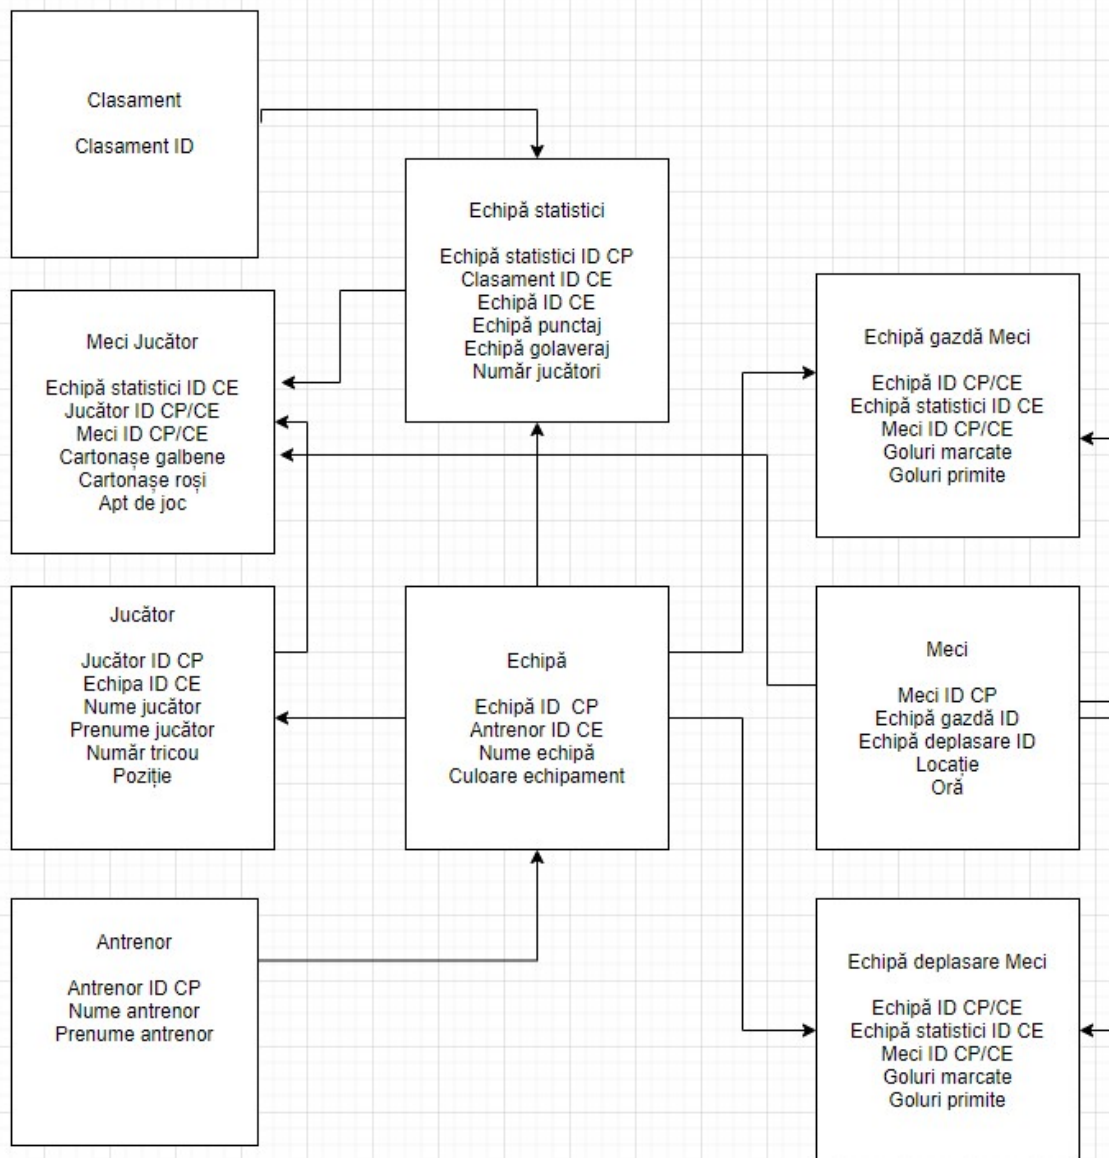 Clasament
Clasament ID
Echipă statistici
Echipă statistici ID CP
Clasament ID CE
Echipă ID CE
Echipă punctaj
Echipă golaveraj
Număr jucători
Meci Jucător
Echipă statistici ID CE
Jucător ID CP/CE
Meci ID CP/CE
Cartonașe galbene
Cartonașe roși
Apt de joc
Echipă gazdă Meci
Echipă ID CP/CE
Echipă statistici ID CE
Meci ID CP/CE
Goluri marcate
Goluri primite
Jucător
Jucător ID CP
Echipa ID CE
Nume jucător
Prenume jucător
Număr tricou
Poziție
Echipă
Echipă ID CP
Antrenor ID CE
Nume echipă
Culoare echipament
Meci
Meci ID CP
Echipă gazdă ID
Echipă deplasare ID
Locație
Oră
Antrenor
Antrenor ID CP
Nume antrenor
Prenume antrenor
Echipă deplasare Meci
Echipă ID CP/CE
Echipă statistici ID CE
Meci ID CP/CE
Goluri marcate
Goluri primite